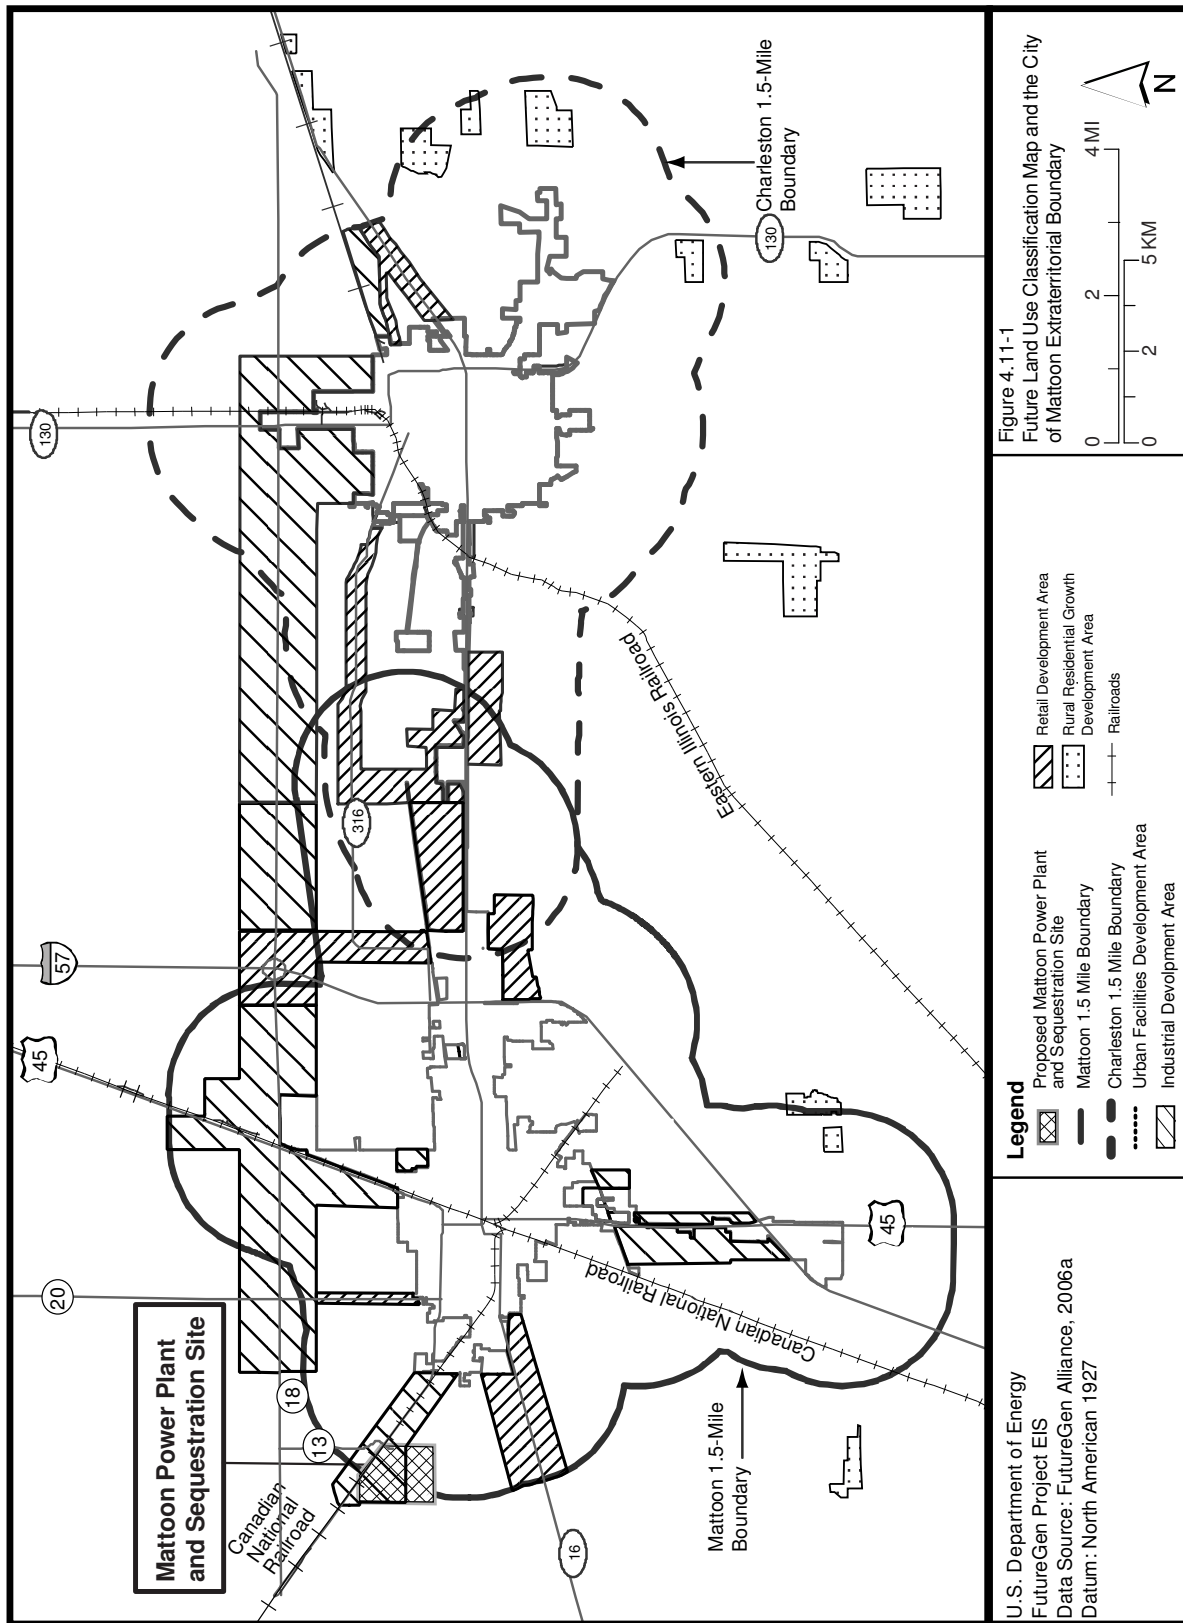 Mattoon Power Plant
and Sequestration Site
Canadian
National
Railroad
13
18
20
45
57
130
316
16
Canadian National Railroad
45
Eastern Illinois Railroad
130
Charleston 1.5-Mile
Boundary
Mattoon 1.5-Mile
Boundary
U.S. Department of Energy
FutureGen Project EIS
Data Source: FutureGen Alliance, 2006a
Datum: North American 1927
Legend
Proposed Mattoon Power Plant
and Sequestration Site
Mattoon 1.5 Mile Boundary
Charleston 1.5 Mile Boundary
Urban Facilities Development Area
Industrial Devolpment Area
Retail Development Area
Rural Residential Growth
Development Area
Railroads
Figure 4.11-1
Future Land Use Classification Map and the City
of Mattoon Extraterritorial Boundary
0 2 4 MI
0 2 5 KM
N